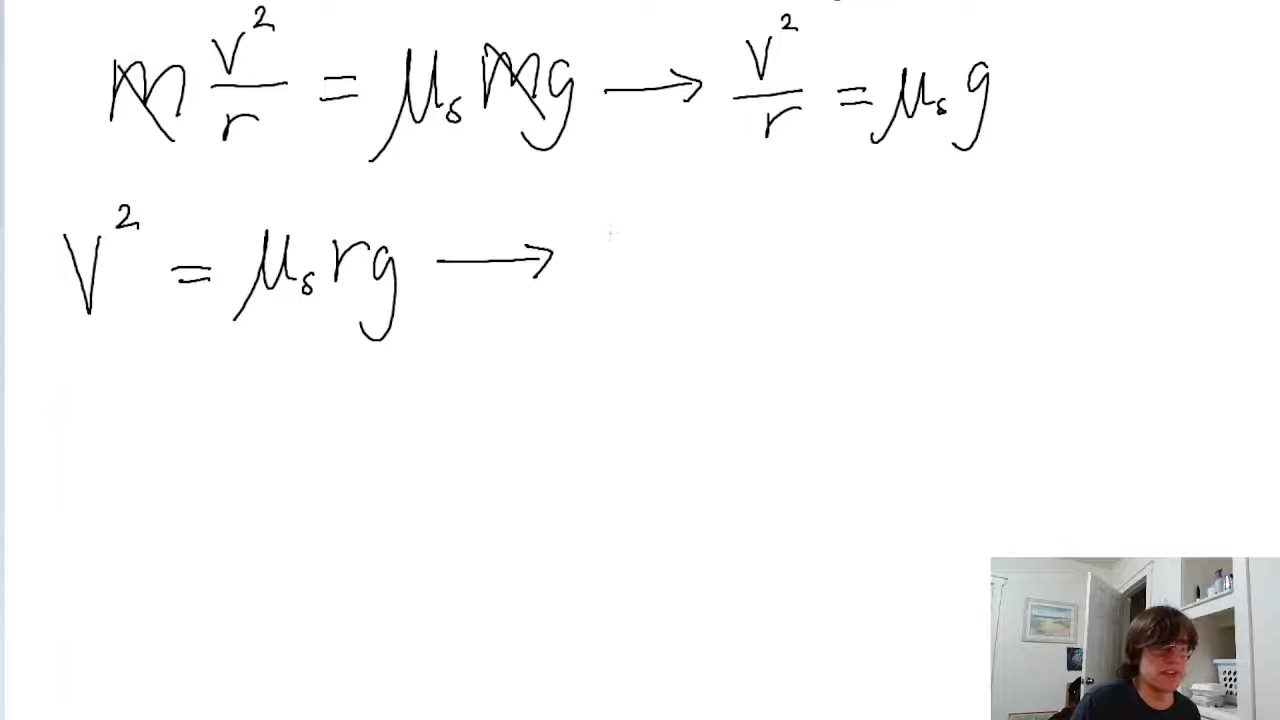 m v²/r = μₛ mg → v²/r = μₛ g
V² = μₛ rg →